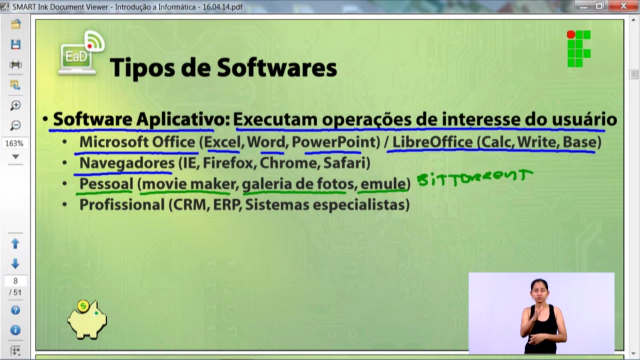 SMART Ink Document Viewer - Introdução a Informática - 16.04.14.pdf
EaD
Tipos de Softwares
• Software Aplicativo: Executam operações de interesse do usuário
• Microsoft Office (Excel, Word, PowerPoint) / LibreOffice (Calc, Write, Base)
• Navegadores (IE, Firefox, Chrome, Safari)
• Pessoal (movie maker, galeria de fotos, emule) BITTORRENT
• Profissional (CRM, ERP, Sistemas especialistas)
163%
8
/ 51